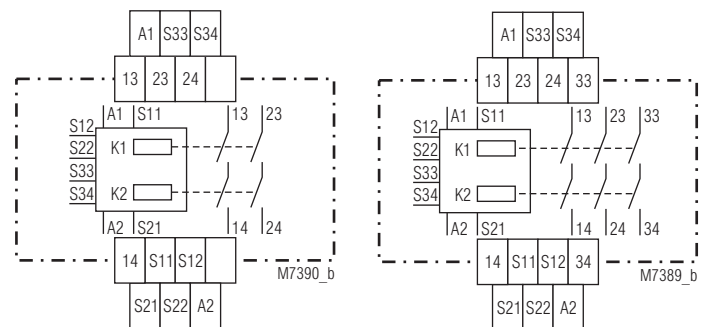 A1 S33 S34
13 23 24
A1 S11 13 23
S12
S22 K1
S33
S34 K2
A2 S21 14 24
14 S11 S12
M7390_b
S21 S22 A2
A1 S33 S34
13 23 24 33
A1 S11 13 23 33
S12
S22 K1
S33
S34 K2
A2 S21 14 24 34
14 S11 S12 34
M7389_b
S21 S22 A2